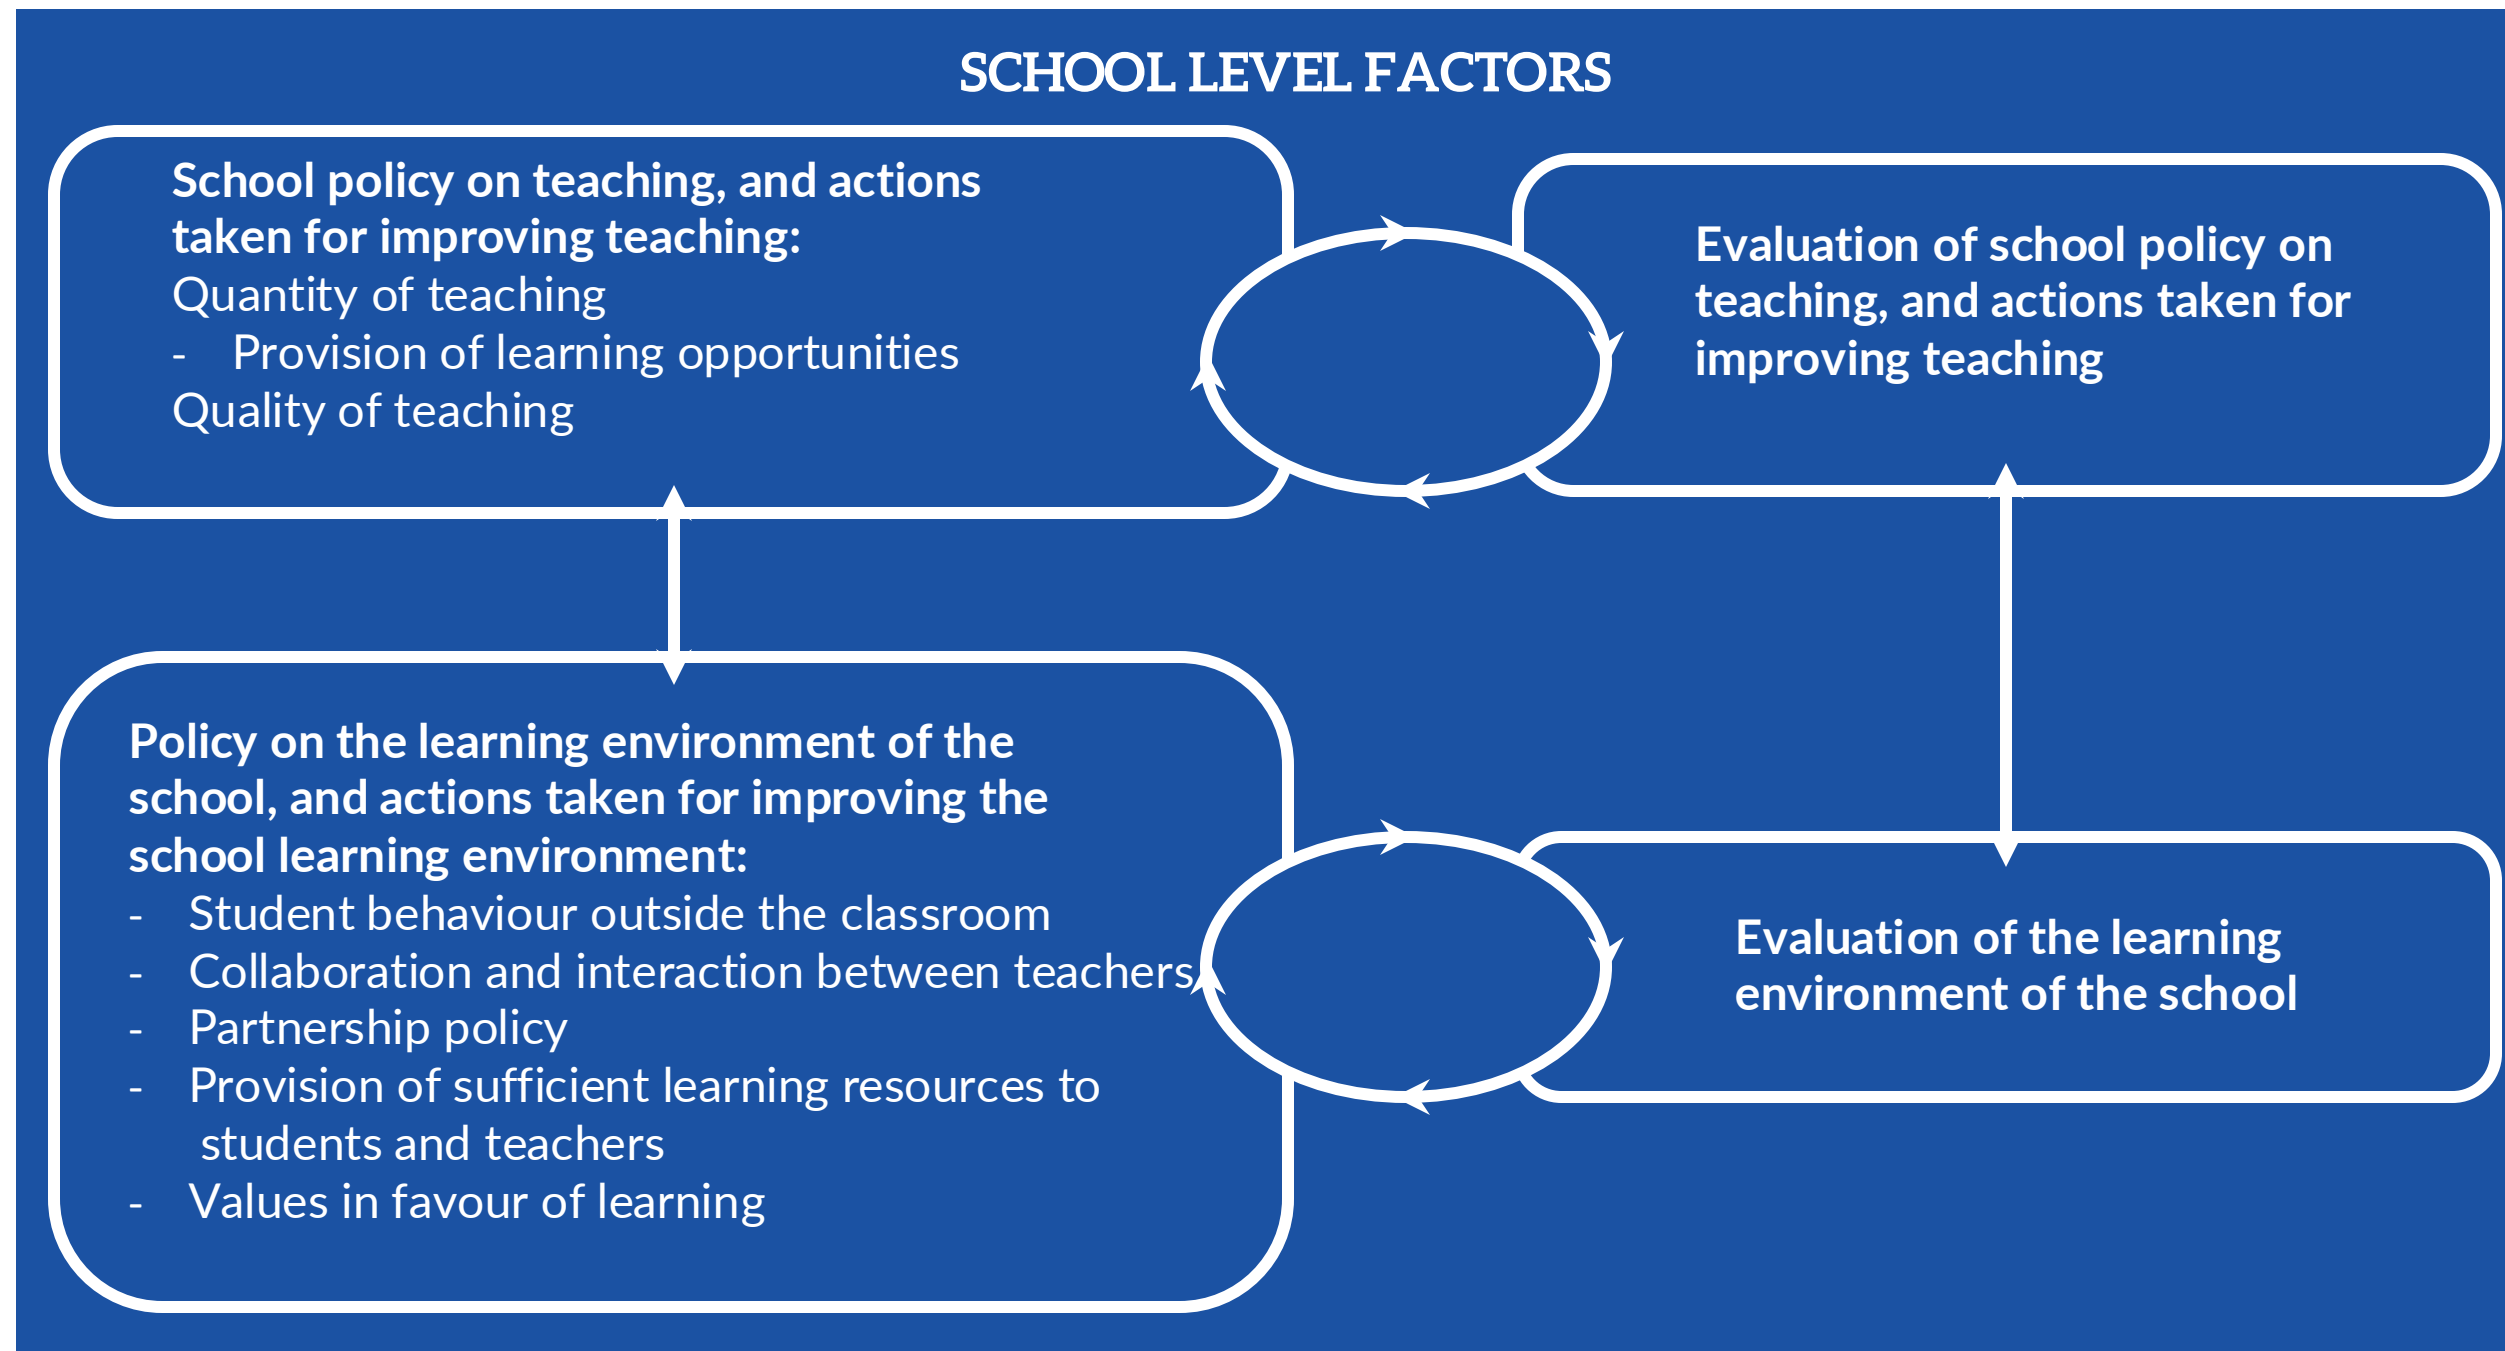 SCHOOL LEVEL FACTORS
School policy on teaching, and actions
taken for improving teaching:
Quantity of teaching
- Provision of learning opportunities
Quality of teaching
Evaluation of school policy on
teaching, and actions taken for
improving teaching
Policy on the learning environment of the
school, and actions taken for improving the
school learning environment:
- Student behaviour outside the classroom
- Collaboration and interaction between teachers
- Partnership policy
- Provision of sufficient learning resources to
students and teachers
- Values in favour of learning
Evaluation of the learning
environment of the school